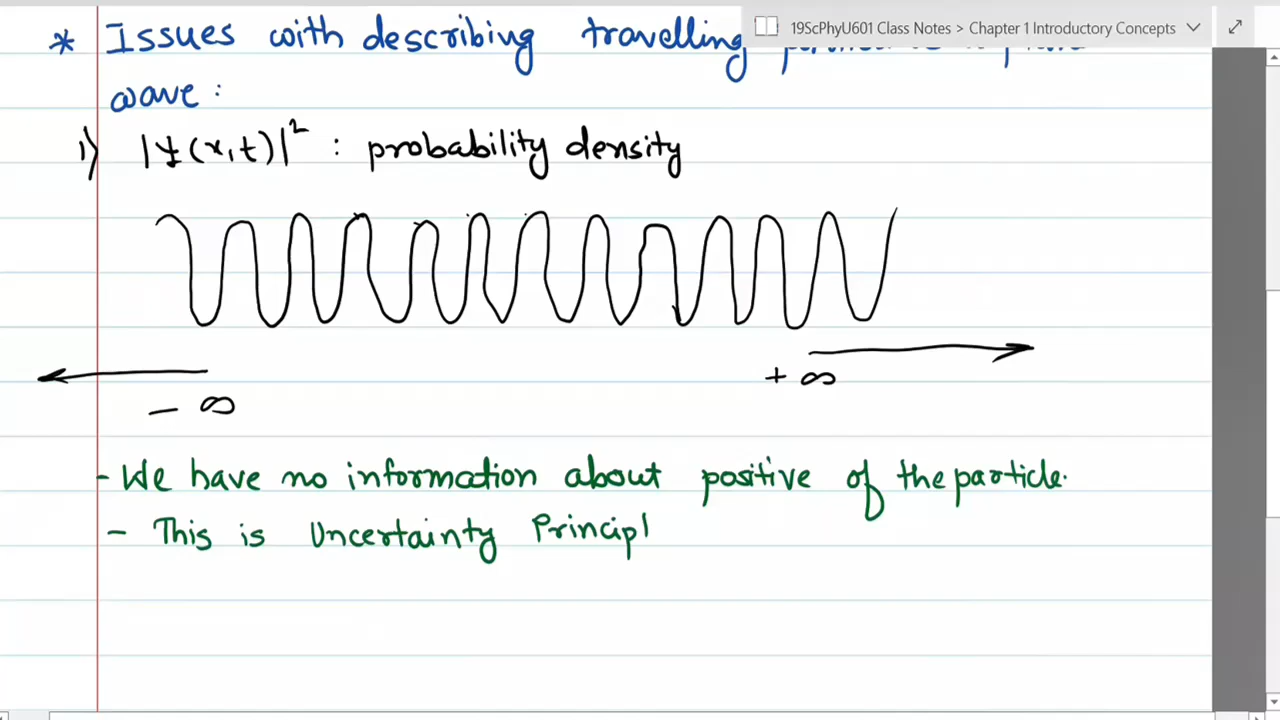 19ScPhyU601 Class Notes > Chapter 1 Introductory Concepts
* Issues with describing travelling
wave :
1) |Ψ(x,t)|² : probability density
- ∞
+ ∞
- We have no information about positive of the particle.
- This is Uncertainty Principl